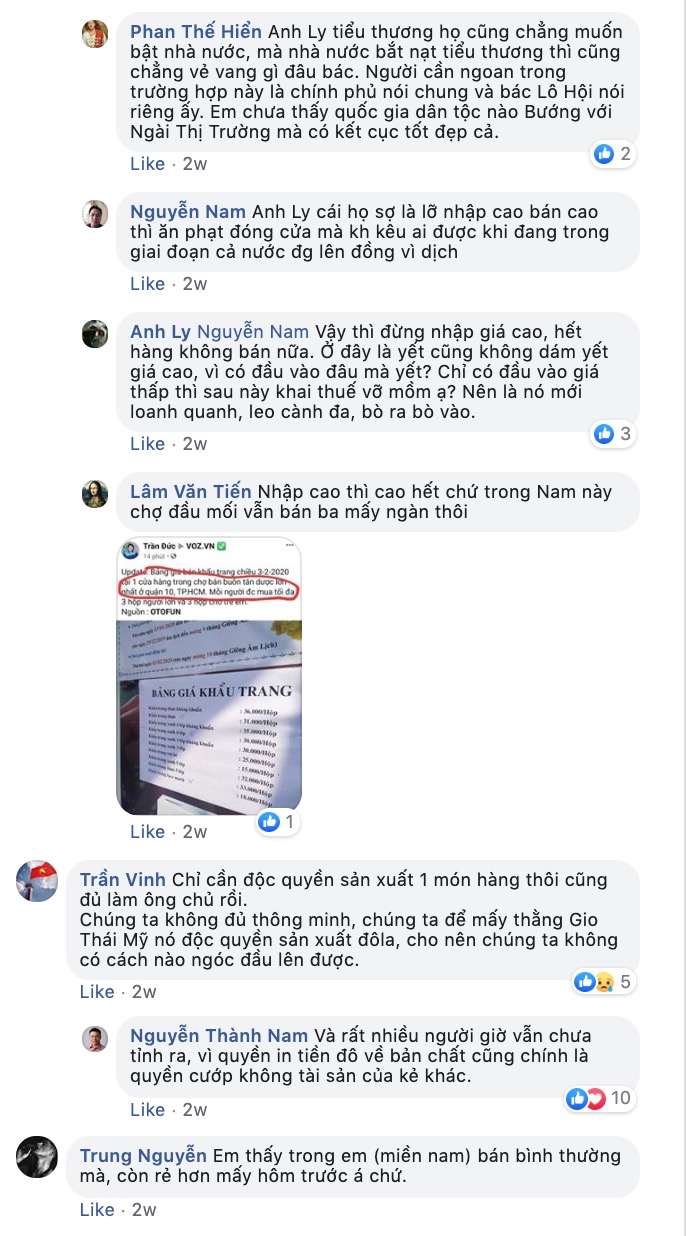 Phan Thế Hiển Anh Ly tiểu thương họ cũng chẳng muốn
bật nhà nước, mà nhà nước bắt nạt tiểu thương thì cũng
chẳng vẻ vang gì đâu bác. Người cần ngoan trong
trường hợp này là chính phủ nói chung và bác Lô Hội nói
riêng ấy. Em chưa thấy quốc gia dân tộc nào Bướng với
Ngài Thị Trường mà có kết cục tốt đẹp cả.
2
Like · 2w
Nguyễn Nam Anh Ly cái họ sợ là lỡ nhập cao bán cao
thì ăn phạt đóng cửa mà kh kêu ai được khi đang trong
giai đoạn cả nước đg lên đồng vì dịch
Like · 2w
Anh Ly Nguyễn Nam Vậy thì đừng nhập giá cao, hết
hàng không bán nữa. Ở đây là yết cũng không dám yết
giá cao, vì có đầu vào đâu mà yết? Chỉ có đầu vào giá
thấp thì sau này khai thuế vỡ mồm ạ? Nên là nó mới
loanh quanh, leo cành đa, bò ra bò vào.
3
Like · 2w
Lâm Văn Tiến Nhập cao thì cao hết chứ trong Nam này
chợ đầu mối vẫn bán ba mấy ngàn thôi
Trần Đức ▸ VOZ.VN
14 phút ·
Update: Bảng giá bán khẩu trang chiều 3-2-2020
tại 1 cửa hàng trong chợ bán buôn tân dược lớn
nhất ở quận 10, TP.HCM. Mỗi người đc mua tối đa
3 hộp người lớn và 3 hộp cho trẻ em.
Nguồn: OTOFUN
BẢNG GIÁ KHẨU TRANG
: 36,000/Hộp
: 31,000/Hộp
: 35,000/Hộp
: 30,000/Hộp
: 30,000/Hộp
: 25,000/Hộp
: 15,000/Hộp
: 32,000/Hộp
: 33,000/Hộp
: 18,000/Hộp
1
Like · 2w
Trần Vinh Chỉ cần độc quyền sản xuất 1 món hàng thôi cũng
đủ làm ông chủ rồi.
Chúng ta không đủ thông minh, chúng ta để mấy thằng Gio
Thái Mỹ nó độc quyền sản xuất đôla, cho nên chúng ta không
có cách nào ngóc đầu lên được.
5
Like · 2w
Nguyễn Thành Nam Và rất nhiều người giờ vẫn chưa
tỉnh ra, vì quyền in tiền đô về bản chất cũng chính là
quyền cướp không tài sản của kẻ khác.
10
Like · 2w
Trung Nguyễn Em thấy trong em (miền nam) bán bình thường
mà, còn rẻ hơn mấy hôm trước á chứ.
Like · 2w